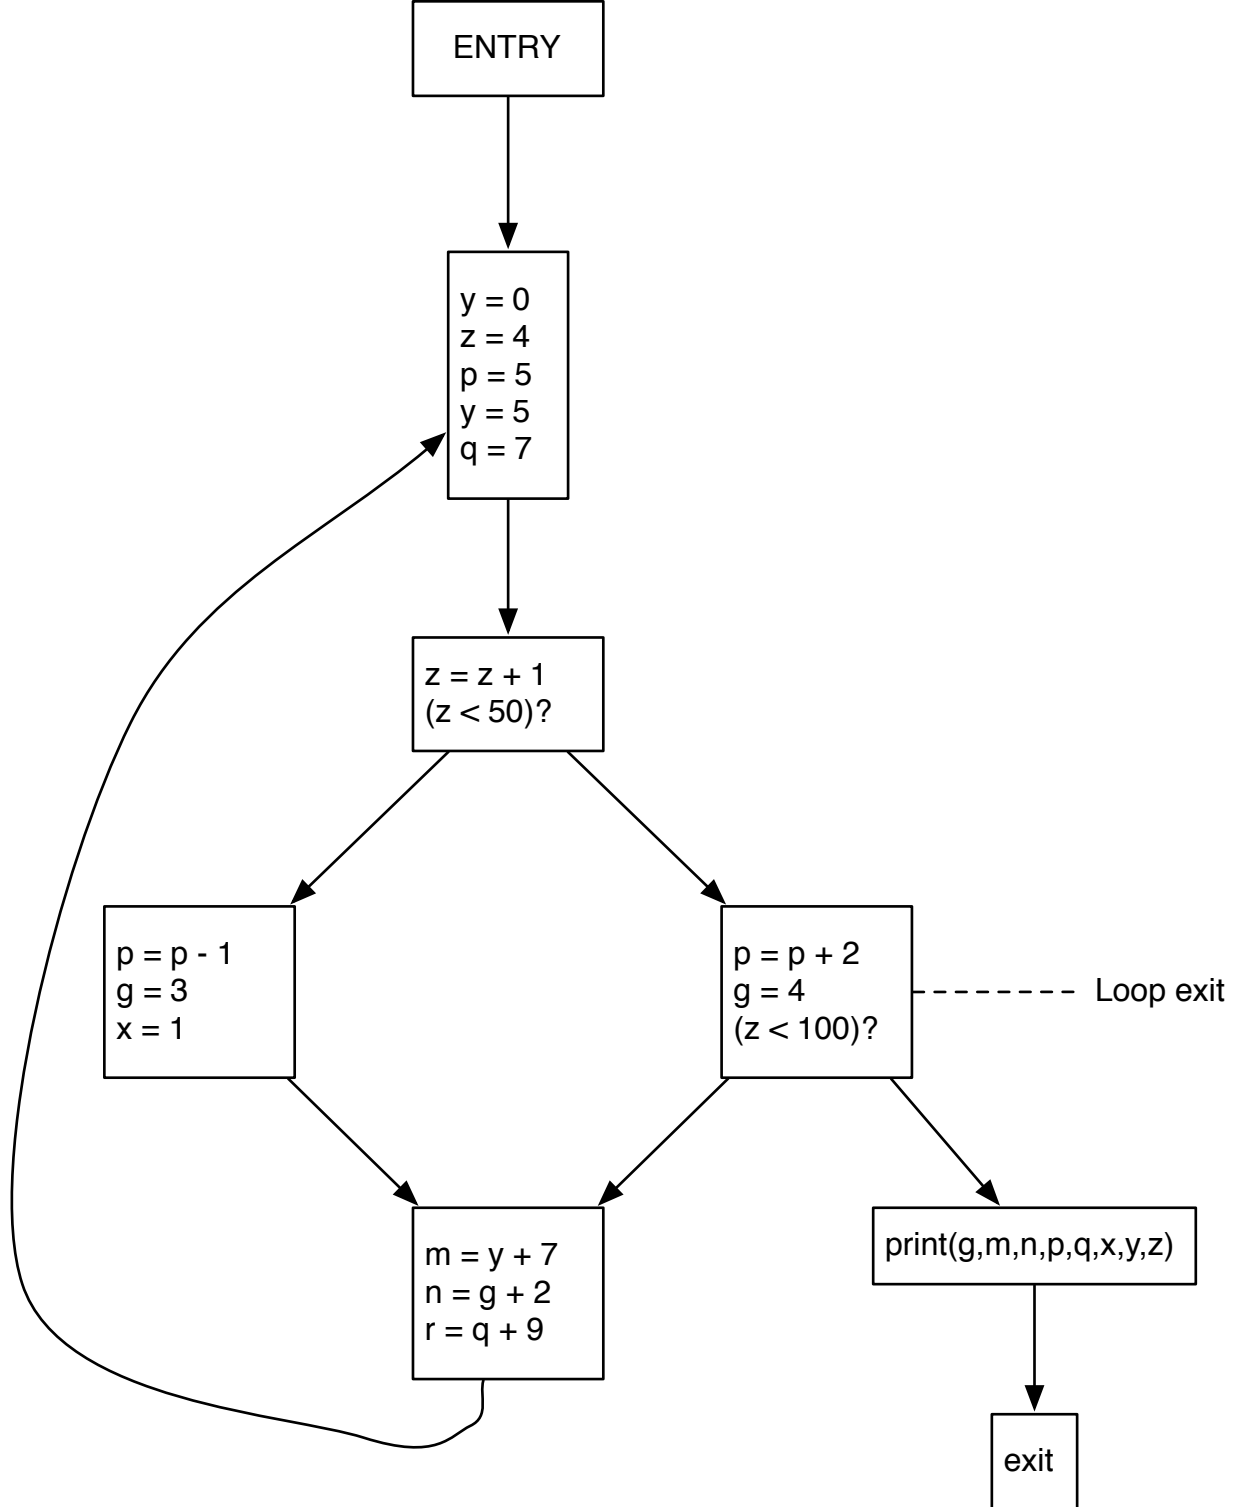 ENTRY
y = 0
z = 4
p = 5
y = 5
q = 7
z = z + 1
(z < 50)?
p = p - 1
g = 3
x = 1
p = p + 2
g = 4
(z < 100)?
Loop exit
m = y + 7
n = g + 2
r = q + 9
print(g,m,n,p,q,x,y,z)
exit